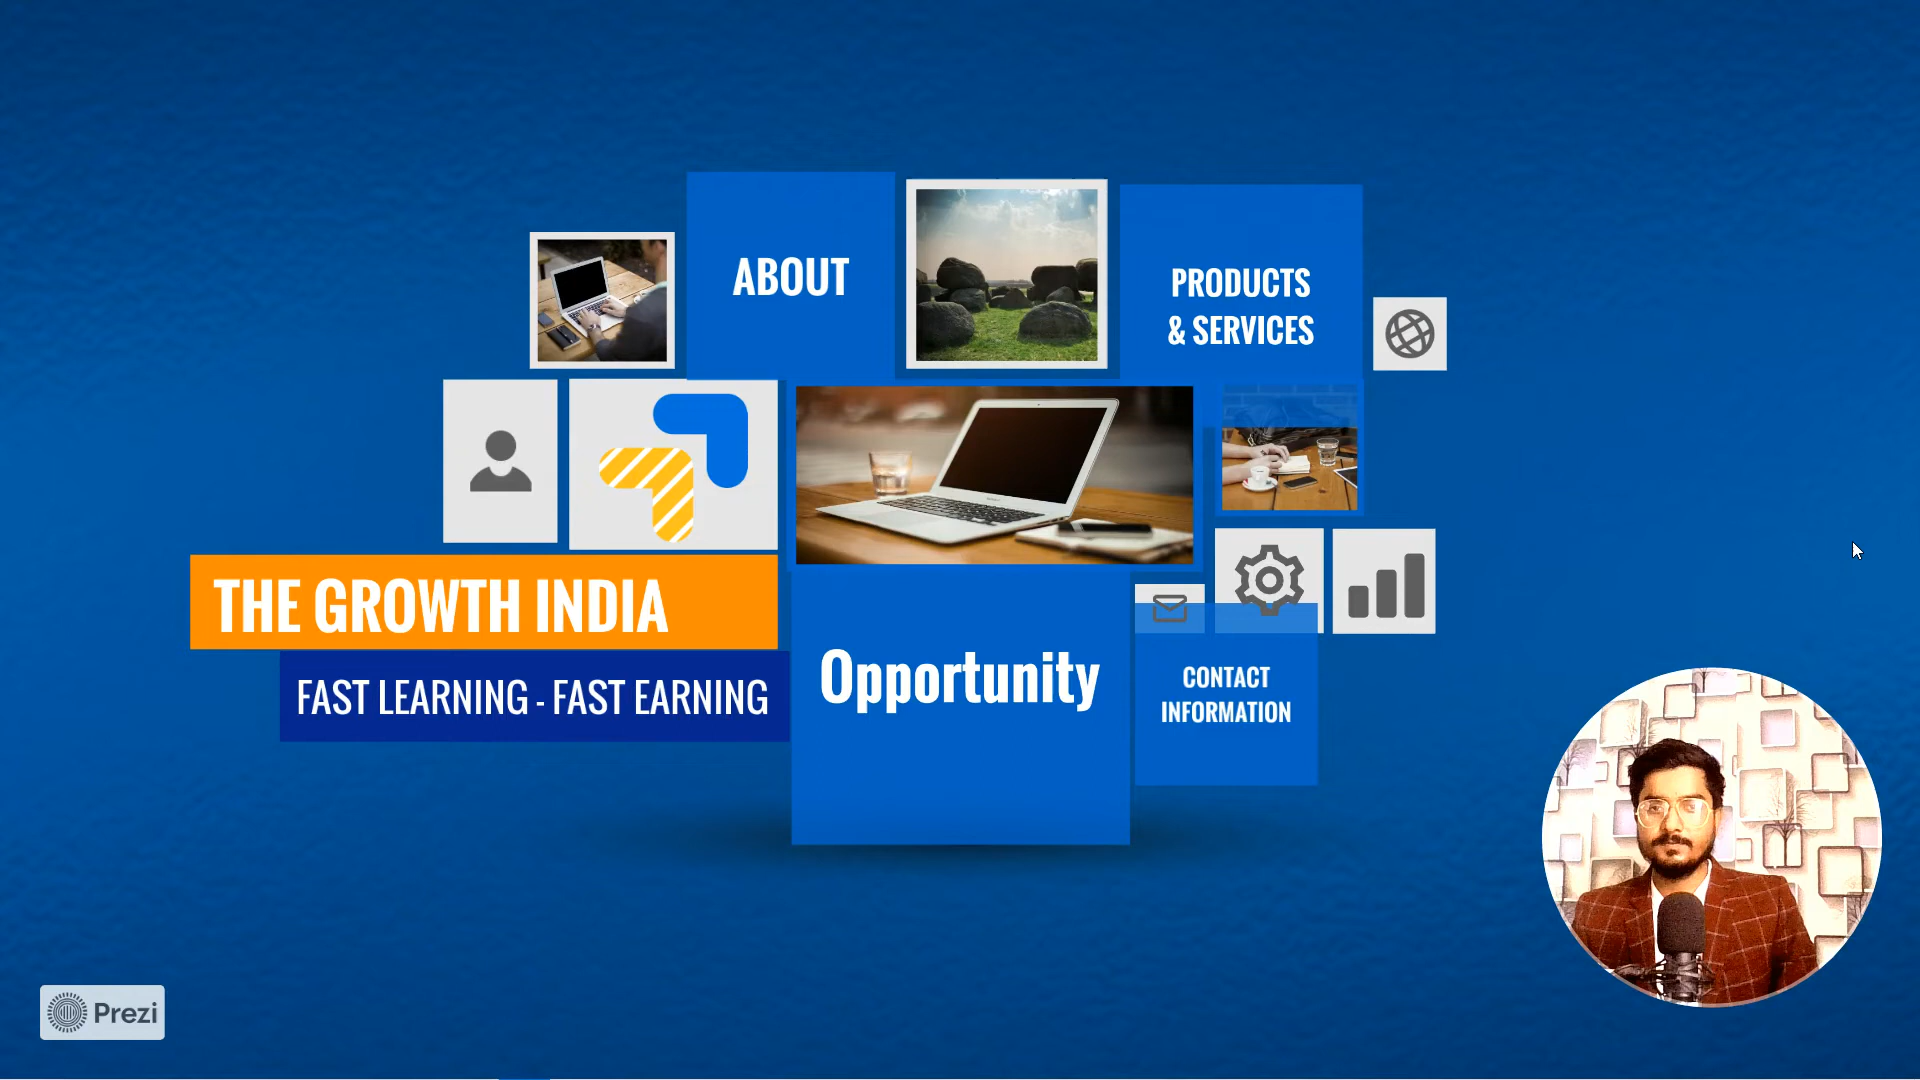 ABOUT
PRODUCTS
& SERVICES
THE GROWTH INDIA
FAST LEARNING - FAST EARNING
Opportunity
CONTACT
INFORMATION
Prezi